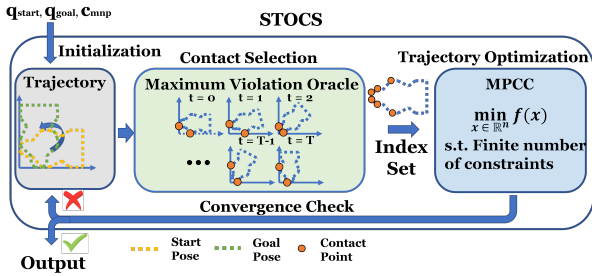 q_start, q_goal, c_mnp
STOCS
Initialization
Contact Selection
Trajectory Optimization
Trajectory
Maximum Violation Oracle
t = 0
t = 1
t = 2
t = T-1
t = T
•••
Index
Set
MPCC
min f(x)
x ∈ ℝⁿ
s.t. Finite number
of constraints
Convergence Check
Output
Start
Pose
Goal
Pose
Contact
Point